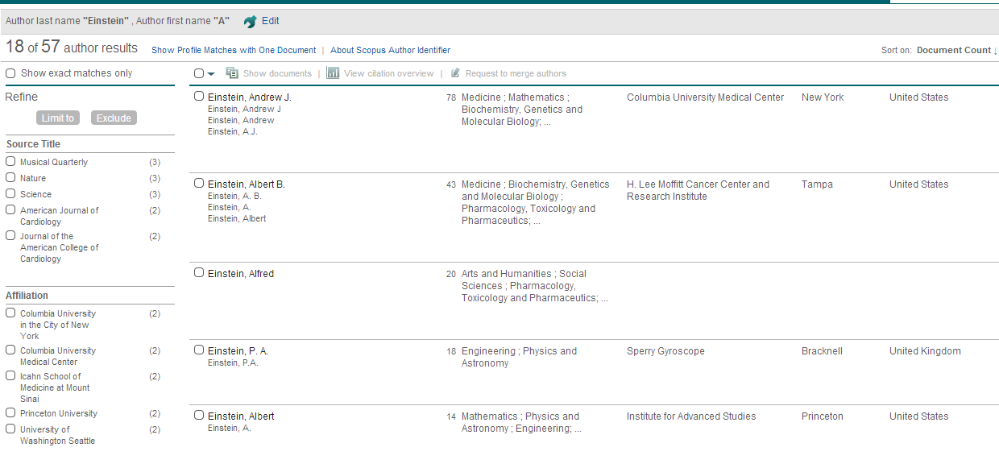 Author last name "Einstein" , Author first name "A" Edit
18 of 57 author results Show Profile Matches with One Document | About Scopus Author Identifier Sort on: Document Count ↓
Show exact matches only
Refine
Limit to Exclude
Source Title
Musical Quarterly (3)
Nature (3)
Science (3)
American Journal of (2)
Cardiology
Journal of the (2)
American College of
Cardiology
Affiliation
Columbia University (2)
in the City of New
York
Columbia University (2)
Medical Center
Icahn School of (2)
Medicine at Mount
Sinai
Princeton University (2)
University of (2)
Washington Seattle
Show documents | View citation overview | Request to merge authors
Einstein, Andrew J. 78 Medicine ; Mathematics ; Columbia University Medical Center New York United States
Einstein, Andrew J Biochemistry, Genetics and
Einstein, Andrew Molecular Biology; ...
Einstein, A.J.
Einstein, Albert B. 43 Medicine ; Biochemistry, Genetics H. Lee Moffitt Cancer Center and Tampa United States
Einstein, A. B. and Molecular Biology ; Research Institute
Einstein, A. Pharmacology, Toxicology and
Einstein, Albert Pharmaceutics; ...
Einstein, Alfred 20 Arts and Humanities ; Social
Sciences ; Pharmacology,
Toxicology and Pharmaceutics; ...
Einstein, P. A. 18 Engineering ; Physics and Sperry Gyroscope Bracknell United Kingdom
Einstein, P.A. Astronomy
Einstein, Albert 14 Mathematics ; Physics and Institute for Advanced Studies Princeton United States
Einstein, A. Astronomy ; Engineering; ...